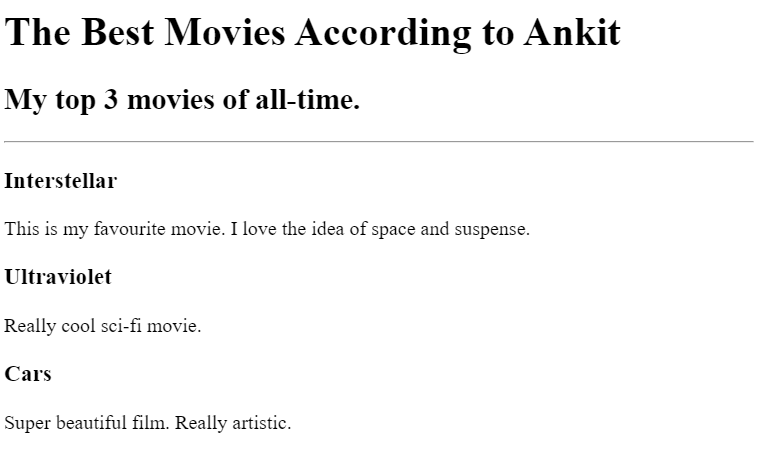 The Best Movies According to Ankit
My top 3 movies of all-time.
Interstellar
This is my favourite movie. I love the idea of space and suspense.
Ultraviolet
Really cool sci-fi movie.
Cars
Super beautiful film. Really artistic.